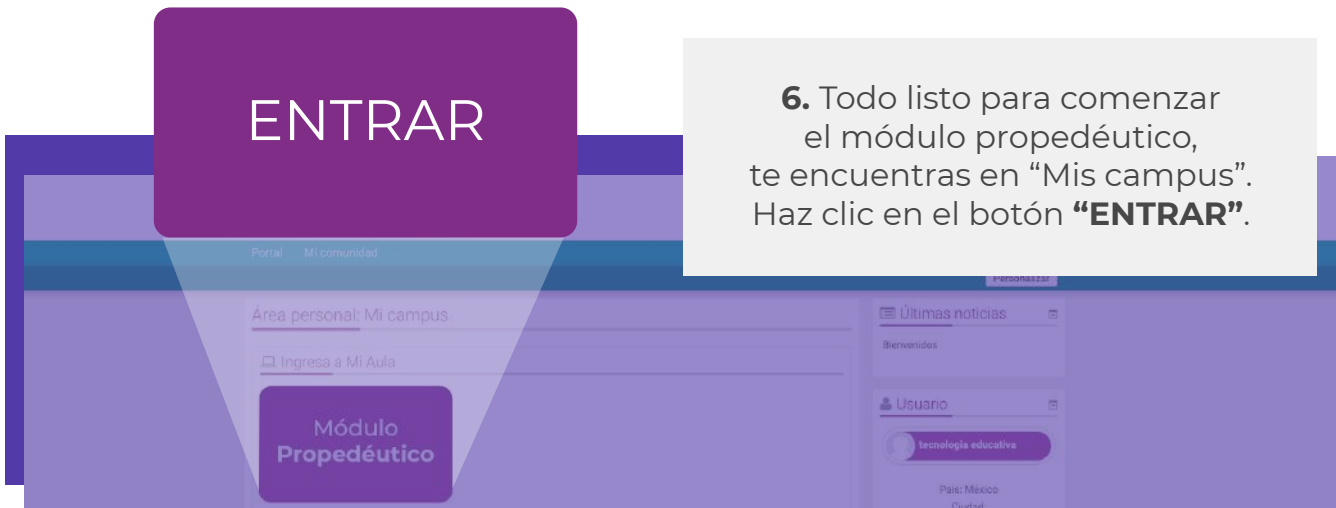 ENTRAR
6. Todo listo para comenzar
el módulo propedéutico,
te encuentras en “Mis campus”.
Haz clic en el botón “ENTRAR”.
Portal Mi comunidad
Personalizar
Área personal: Mi campus
Ingresa a Mi Aula
Módulo
Propedéutico
Últimas noticias
Bienvenidos
Usuario
tecnología educativa
País: México
Ciudad: